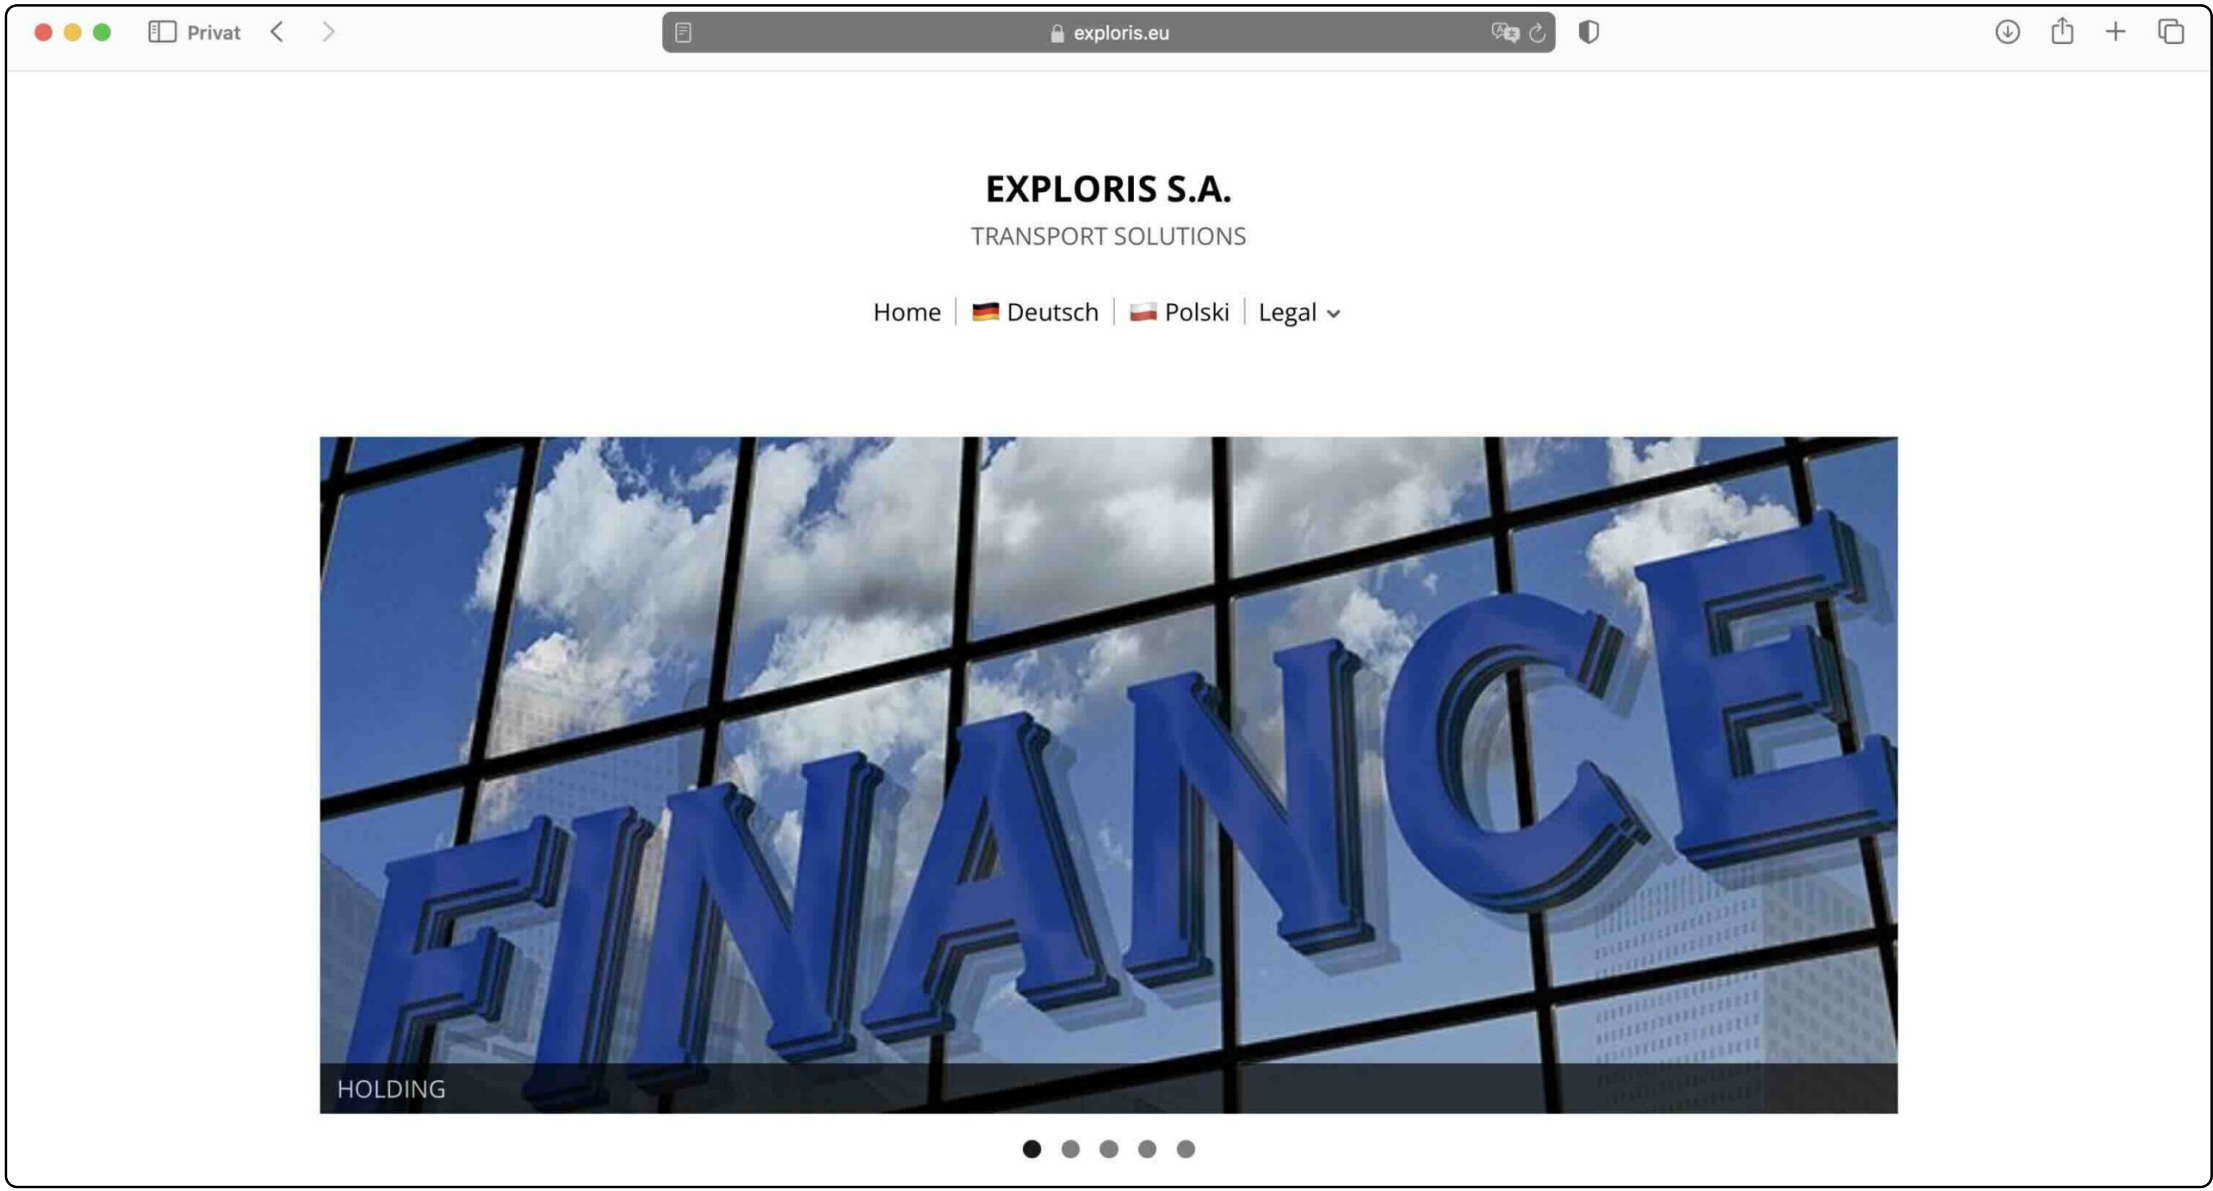 Privat
exploris.eu
EXPLORIS S.A.
TRANSPORT SOLUTIONS
Home
Deutsch
Polski
Legal
FINANCE
HOLDING